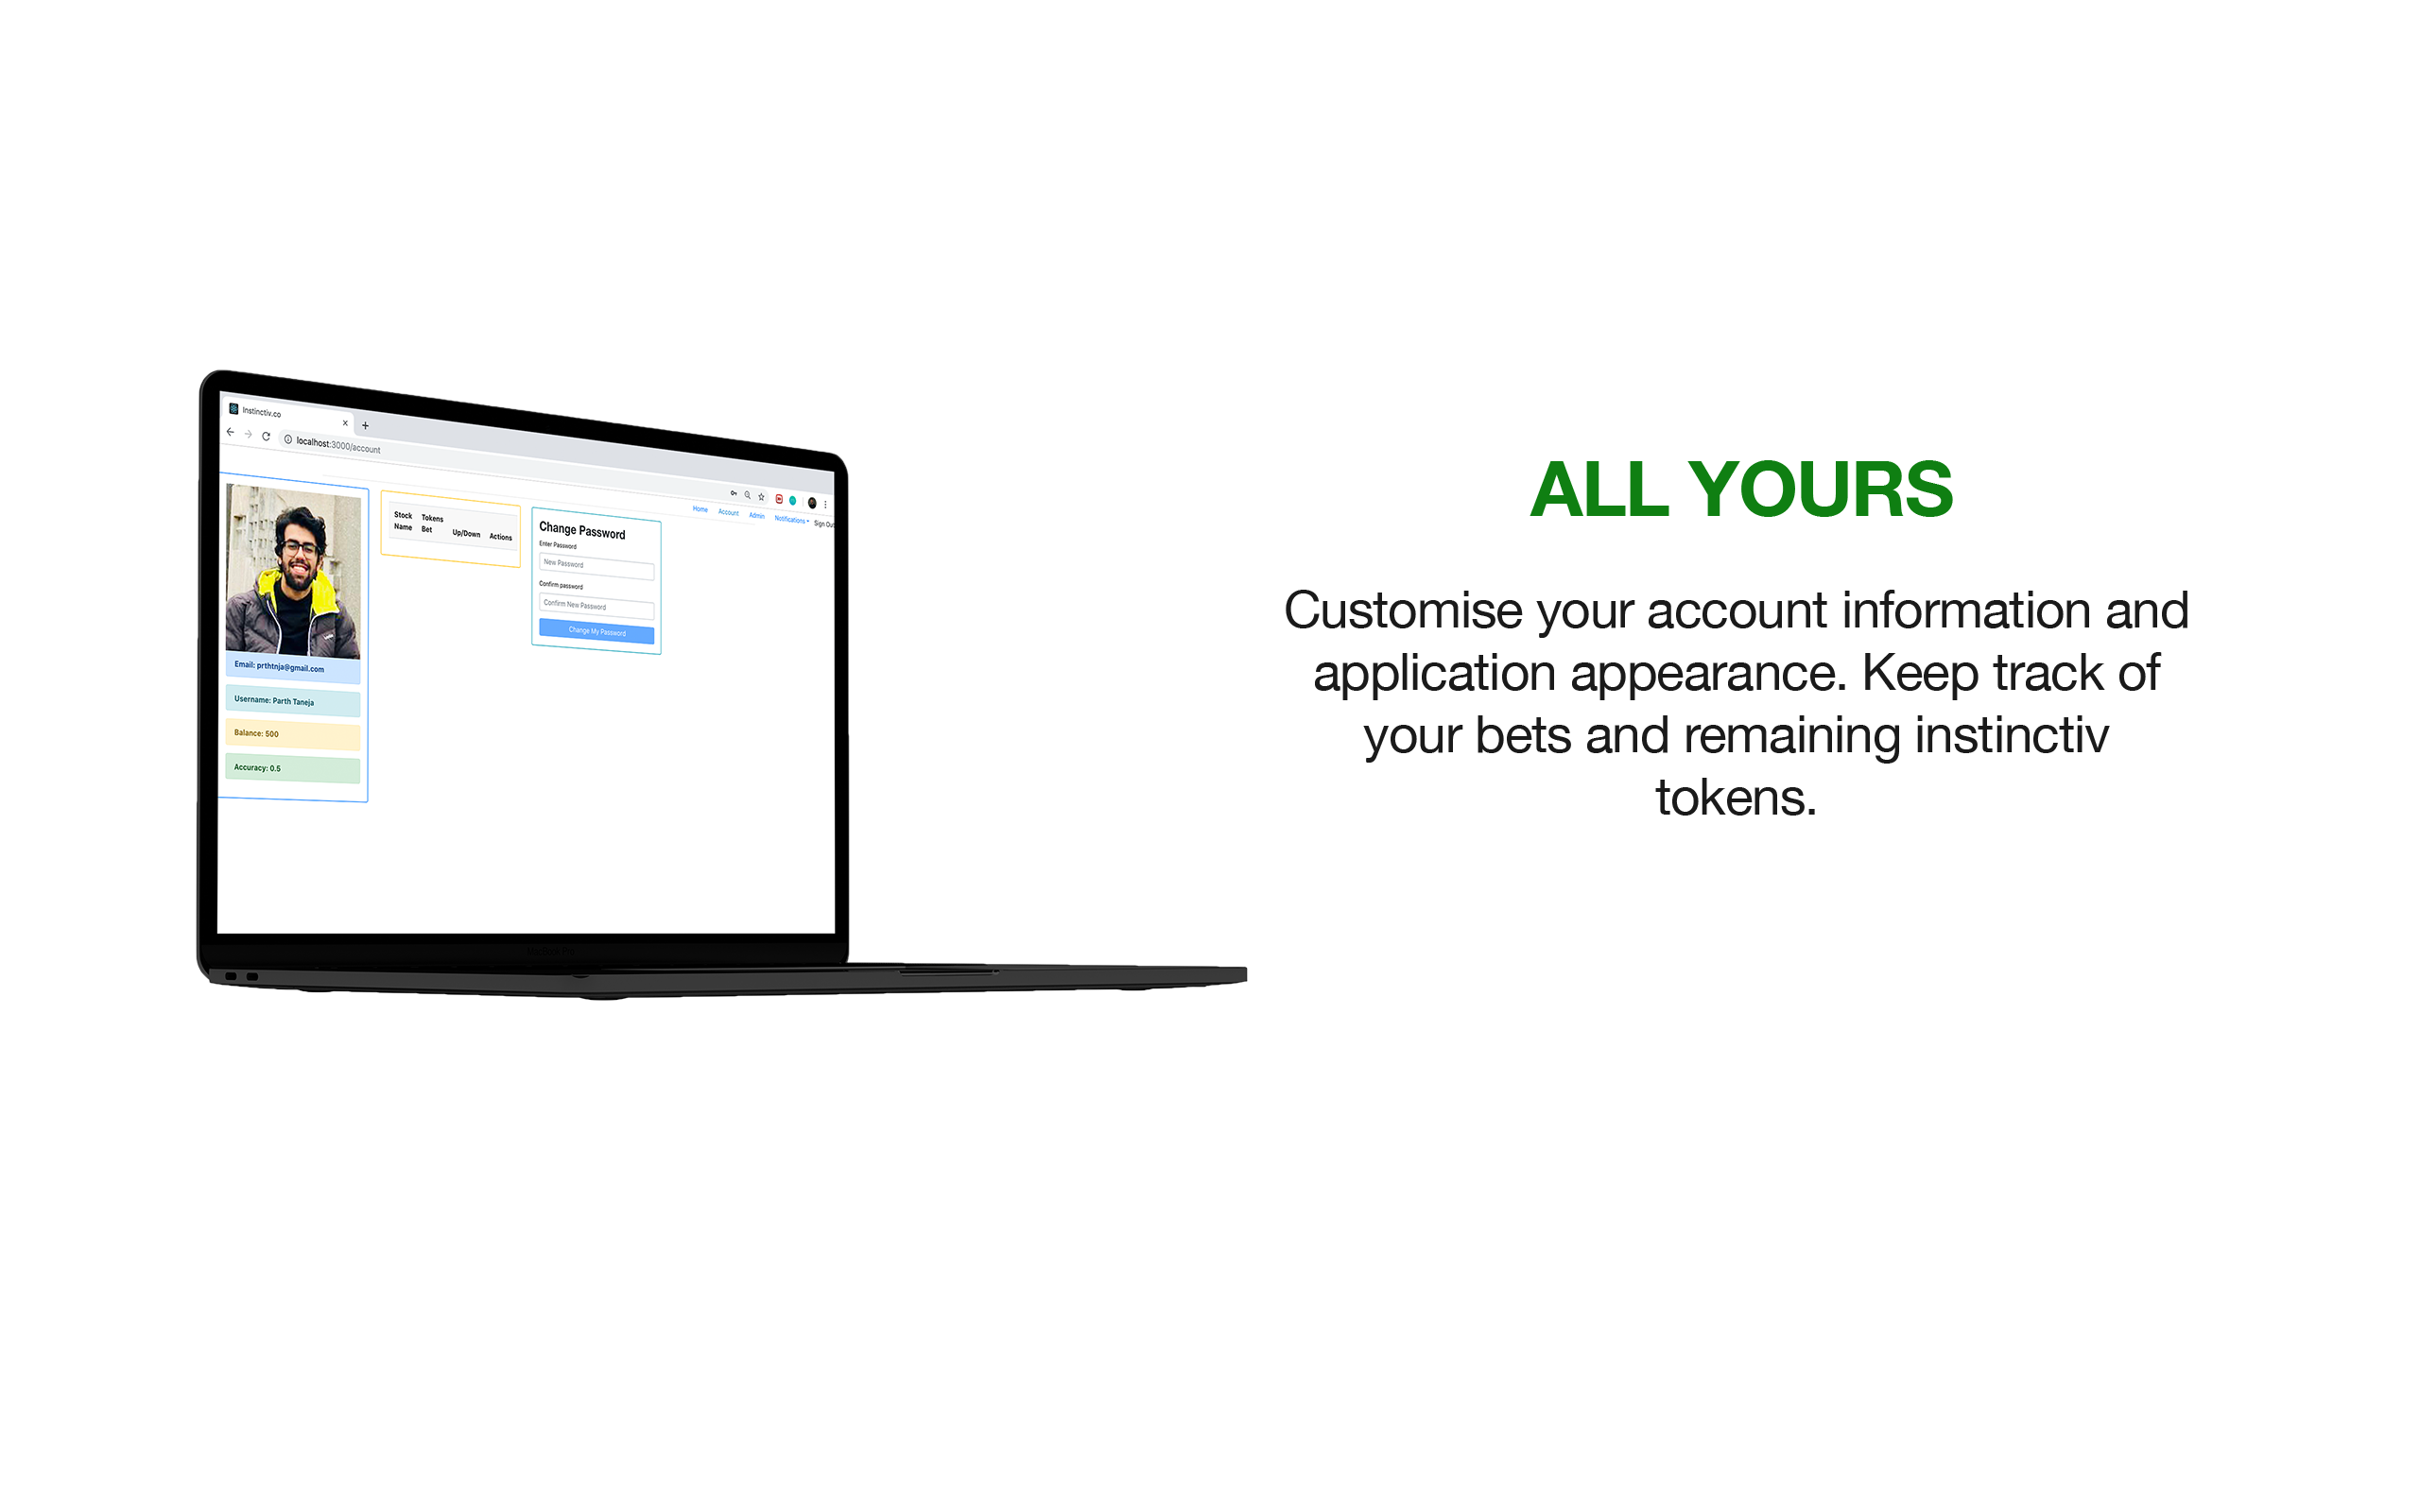 Instinctiv.co
localhost:3000/account
Home Account Admin Notifications Sign Out
Email: prthtnja@gmail.com
Username: Parth Taneja
Balance: 500
Accuracy: 0.5
Stock Name Tokens Bet Up/Down Actions
Change Password
Enter Password
New Password
Confirm password
Confirm New Password
Change My Password
ALL YOURS
Customise your account information and
application appearance. Keep track of
your bets and remaining instinctiv
tokens.